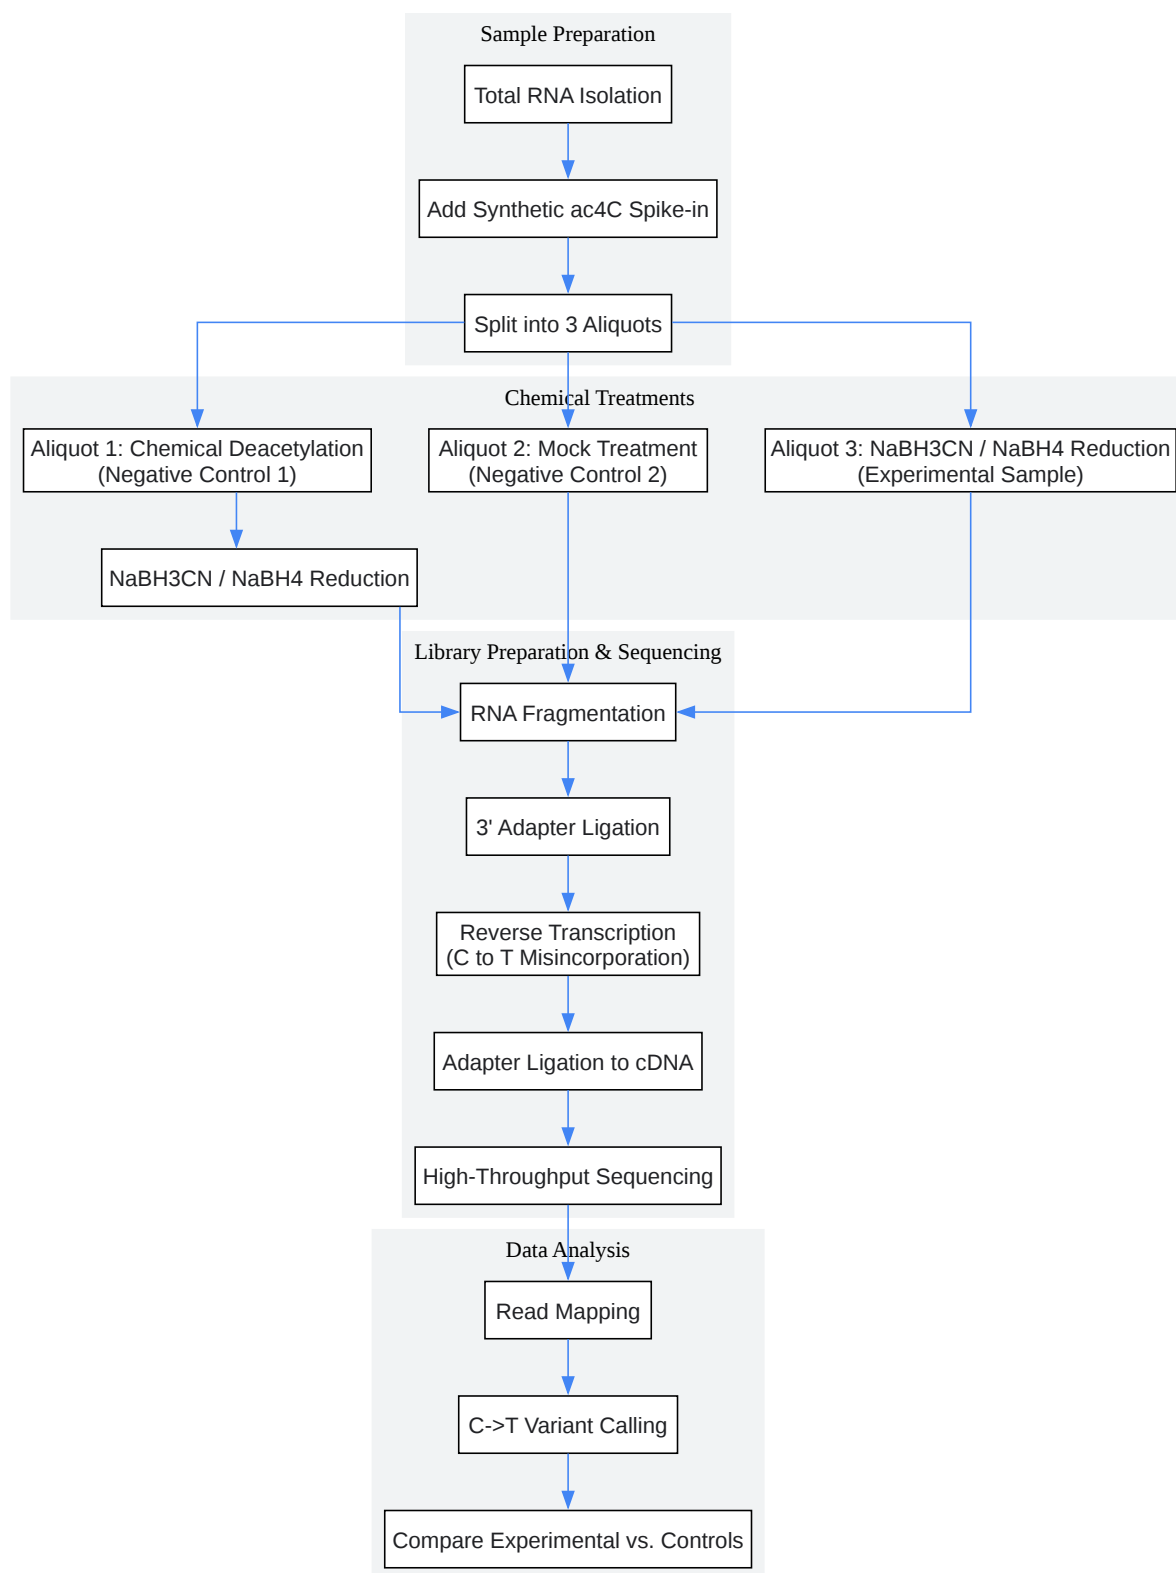 Sample Preparation
Total RNA Isolation
Add Synthetic ac4C Spike-in
Split into 3 Aliquots
Chemical Treatments
Aliquot 1: Chemical Deacetylation
(Negative Control 1)
Aliquot 2: Mock Treatment
(Negative Control 2)
Aliquot 3: NaBH3CN / NaBH4 Reduction
(Experimental Sample)
NaBH3CN / NaBH4 Reduction
Library Preparation & Sequencing
RNA Fragmentation
3' Adapter Ligation
Reverse Transcription
(C to T Misincorporation)
Adapter Ligation to cDNA
High-Throughput Sequencing
Data Analysis
Read Mapping
C->T Variant Calling
Compare Experimental vs. Controls